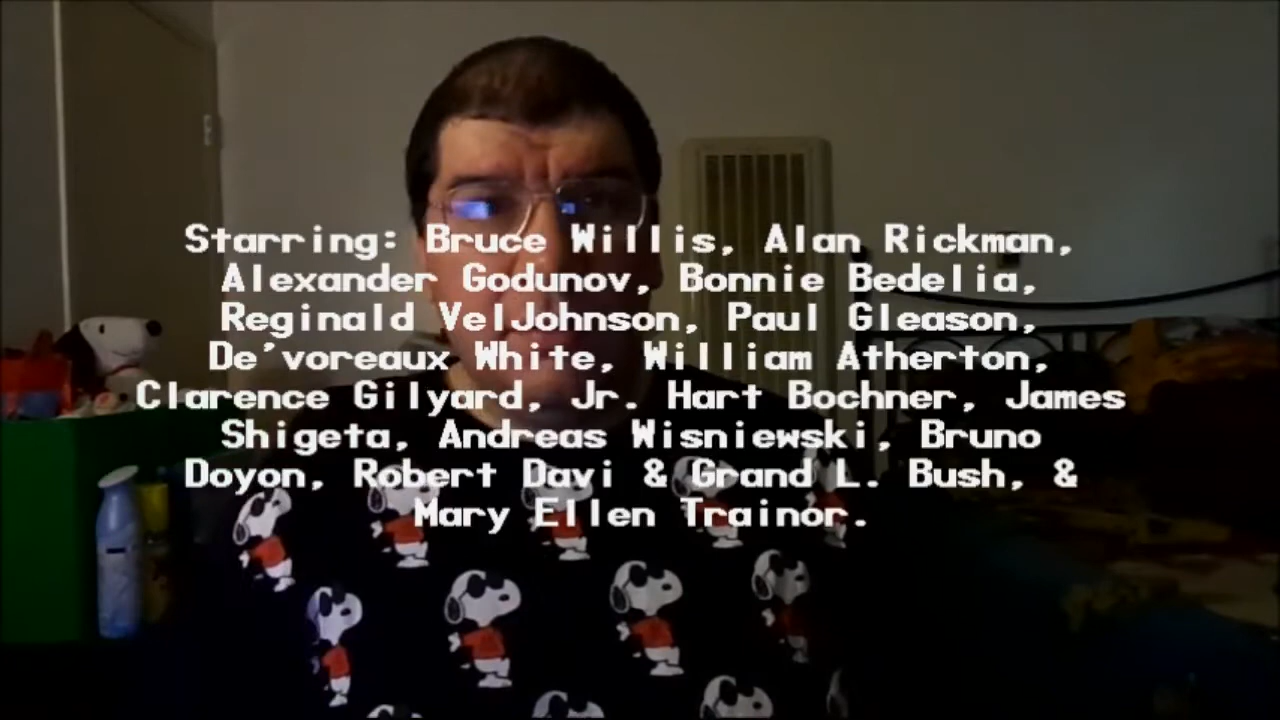 Starring: Bruce Willis, Alan Rickman,
Alexander Godunov, Bonnie Bedelia,
Reginald VelJohnson, Paul Gleason,
De'voreaux White, William Atherton,
Clarence Gilyard, Jr. Hart Bochner, James
Shigeta, Andreas Wisniewski, Bruno
Doyon, Robert Davi & Grand L. Bush, &
Mary Ellen Trainor.